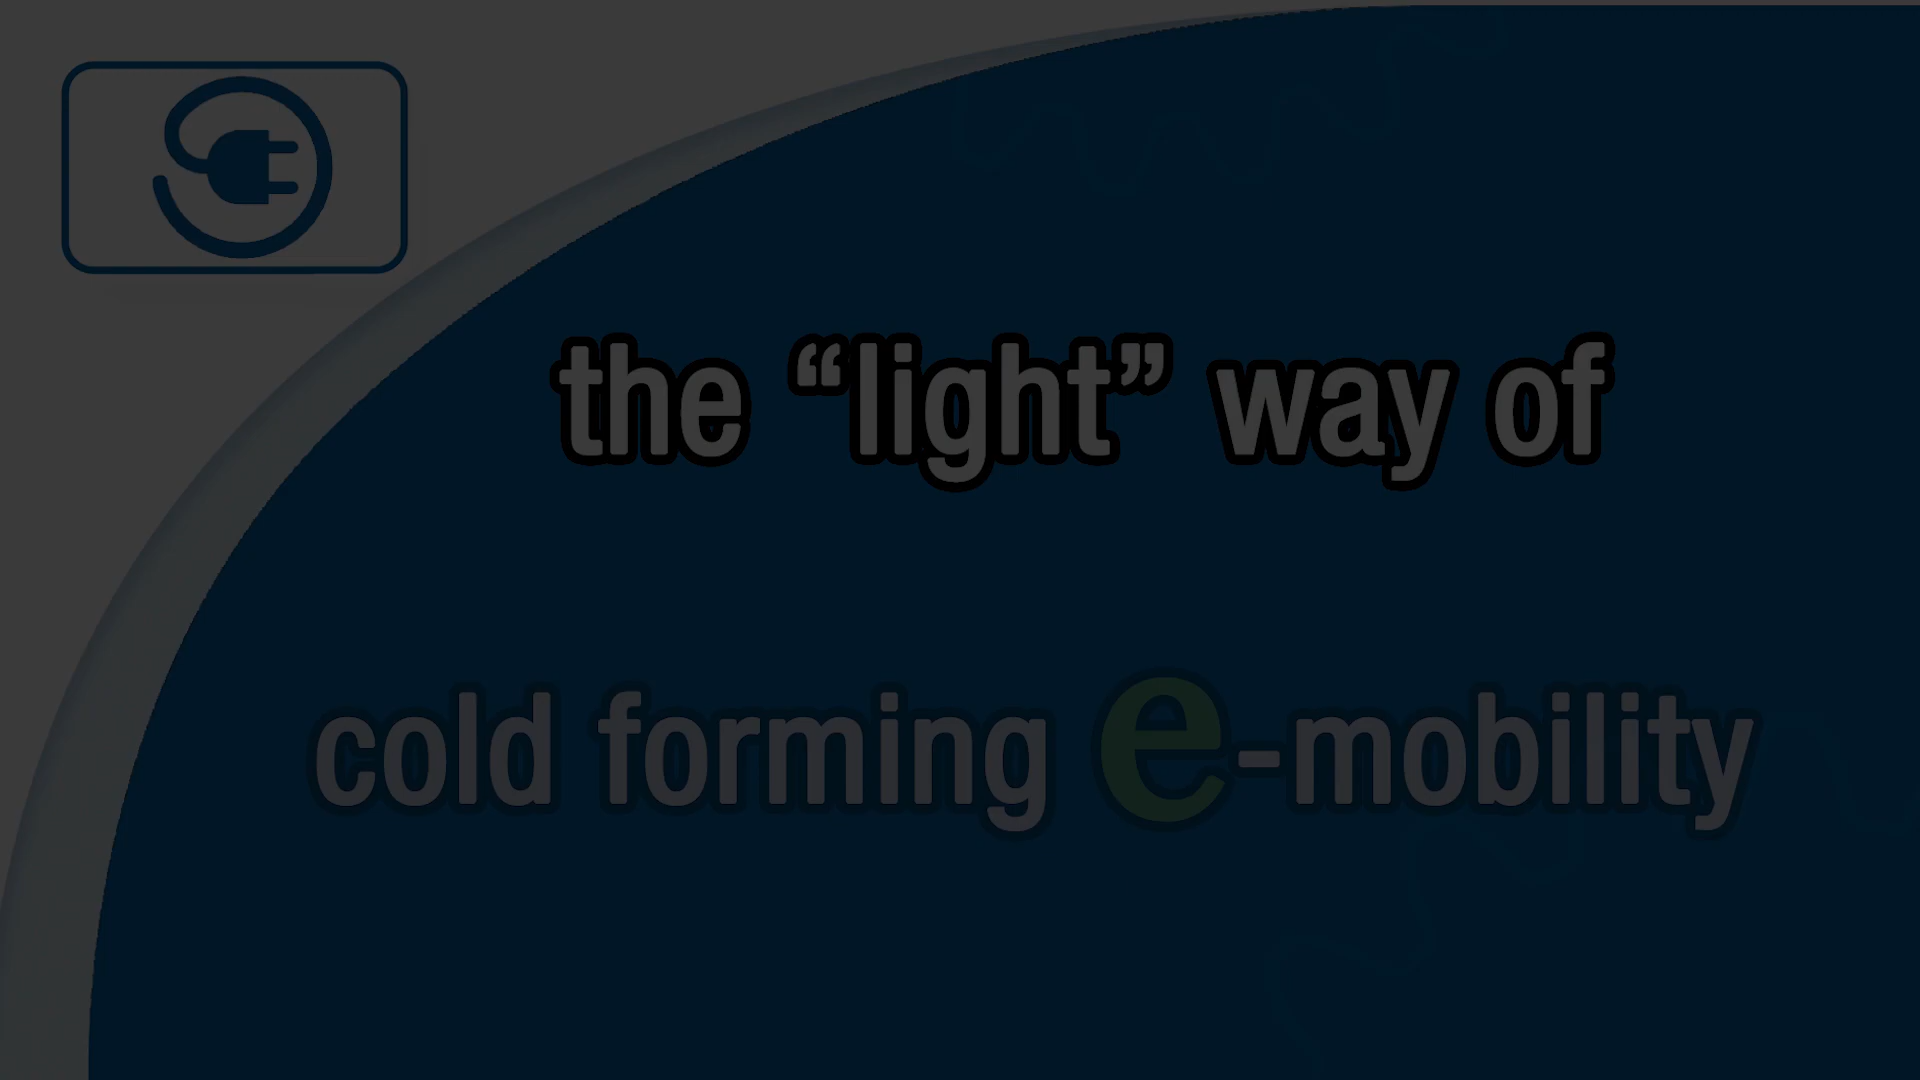 the “light” way of
cold forming e-mobility